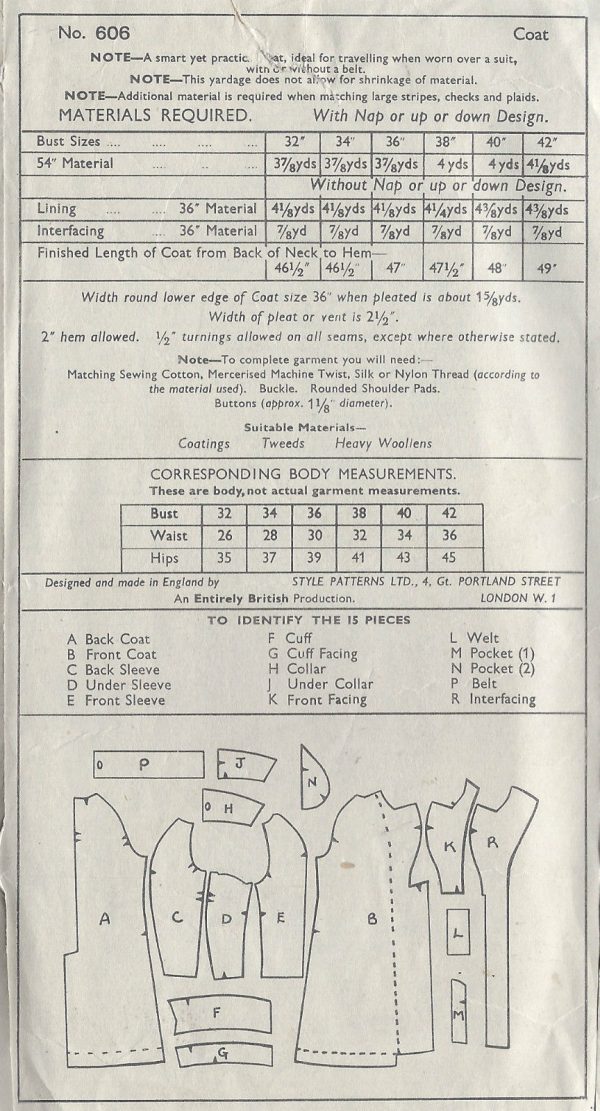 No. 606 Coat
NOTE—A smart yet practic at, ideal for travelling when worn over a suit,
with or without a belt.
NOTE—This yardage does not allow for shrinkage of material.
NOTE—Additional material is required when matching large stripes, checks and plaids.
MATERIALS REQUIRED. With Nap or up or down Design.
Bust Sizes .... .... .... .... 32″ 34″ 36″ 38″ 40″ 42″
54″ Material .... .. .... 3⅞yds 3⅞yds 3⅞yds 4 yds 4 yds 4⅛yds
Without Nap or up or down Design.
Lining .... .... 36″ Material 4⅛yds 4⅛yds 4⅛yds 4¼yds 4⅜yds 4⅜yds
Interfacing .... 36″ Material ⅞yd ⅞yd ⅞yd ⅞yd ⅞yd ⅞yd
Finished Length of Coat from Back of Neck to Hem—
46½″ 46½″ 47″ 47½″ 48″ 49″
Width round lower edge of Coat size 36″ when pleated is about 1⅝yds.
Width of pleat or vent is 2½″.
2″ hem allowed. ½″ turnings allowed on all seams, except where otherwise stated.
Note—To complete garment you will need:—
Matching Sewing Cotton, Mercerised Machine Twist, Silk or Nylon Thread (according to
the material used). Buckle. Rounded Shoulder Pads.
Buttons (approx. 1⅛″ diameter).
Suitable Materials—
Coatings Tweeds Heavy Woollens
CORRESPONDING BODY MEASUREMENTS.
These are body, not actual garment measurements.
Bust 32 34 36 38 40 42
Waist 26 28 30 32 34 36
Hips 35 37 39 41 43 45
Designed and made in England by STYLE PATTERNS LTD., 4, Gt. PORTLAND STREET
An Entirely British Production. LONDON W. 1
TO IDENTIFY THE 15 PIECES
A Back Coat F Cuff L Welt
B Front Coat G Cuff Facing M Pocket (1)
C Back Sleeve H Collar N Pocket (2)
D Under Sleeve J Under Collar P Belt
E Front Sleeve K Front Facing R Interfacing
P
J
N
H
K
R
A
C
D
E
B
L
F
M
G